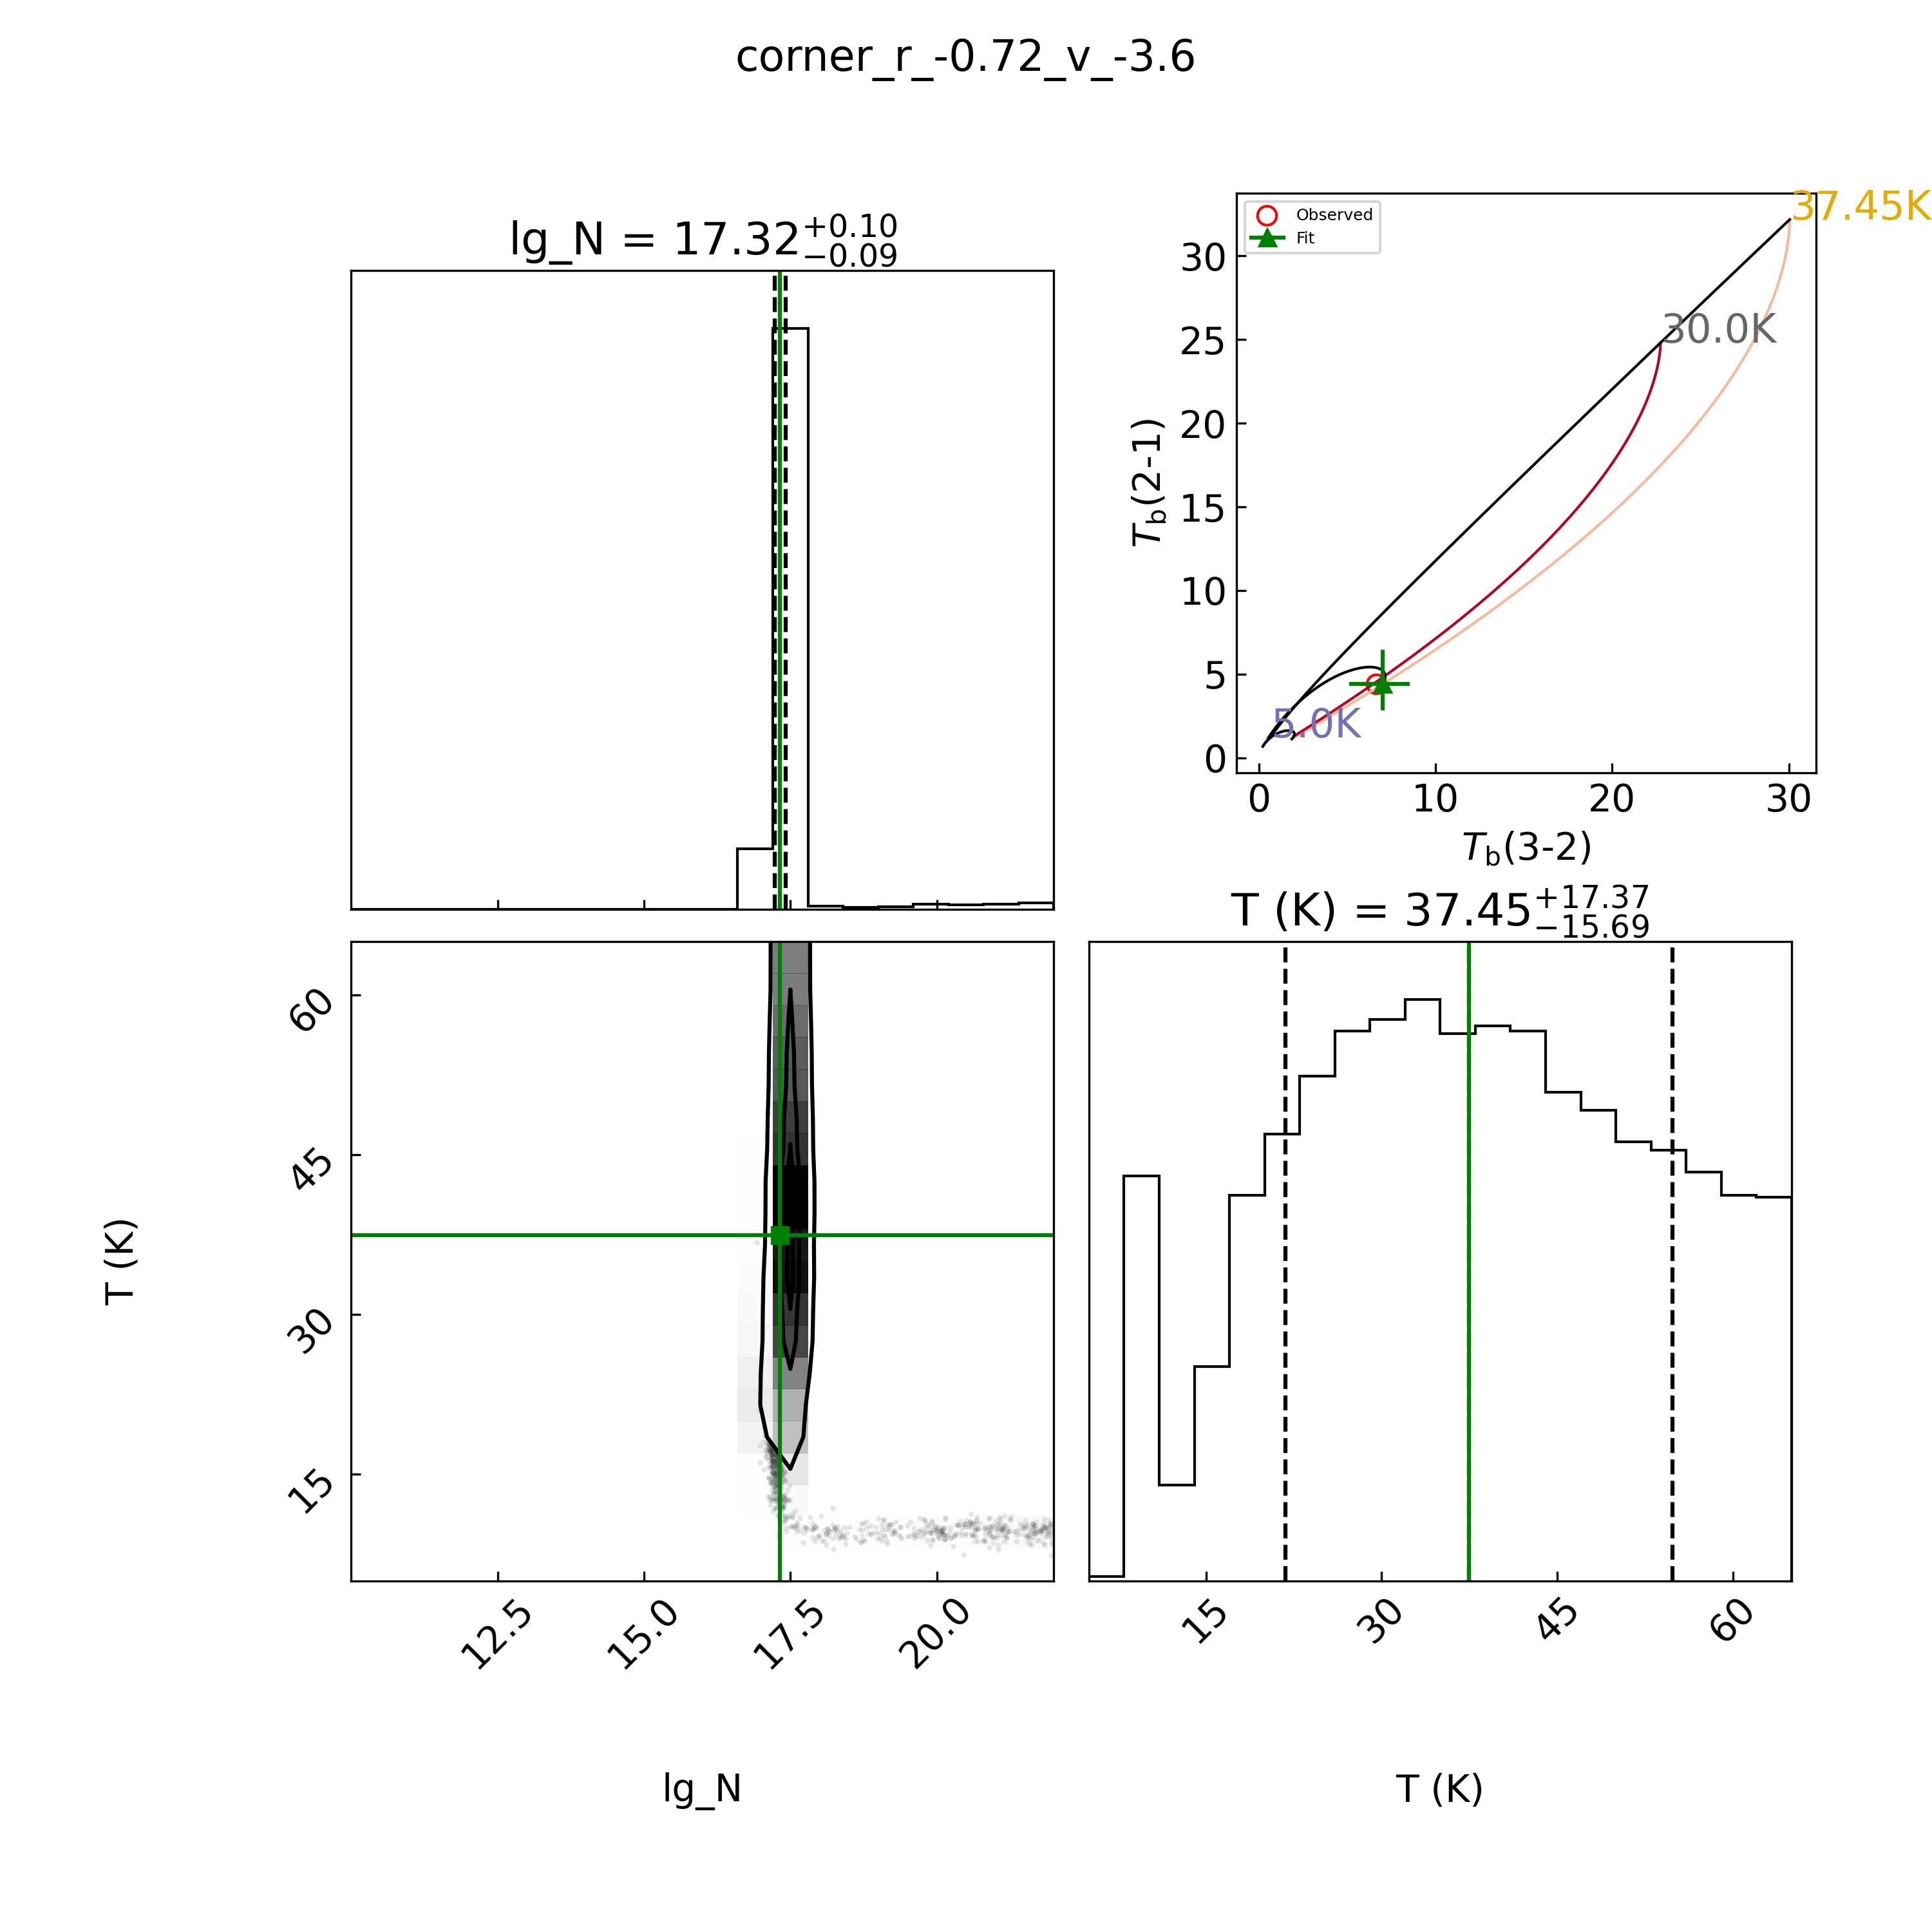 corner_r_-0.72_v_-3.6
lg_N = 17.32 +0.10 −0.09
37.45K
Observed
Fit
30.0K
5.0K
30
25
20
15
10
5
0
T_b(2-1)
0 10 20 30
T_b(3-2)
T (K) = 37.45 +17.37 −15.69
60
45
30
15
T (K)
12.5 15.0 17.5 20.0
15 30 45 60
lg_N
T (K)